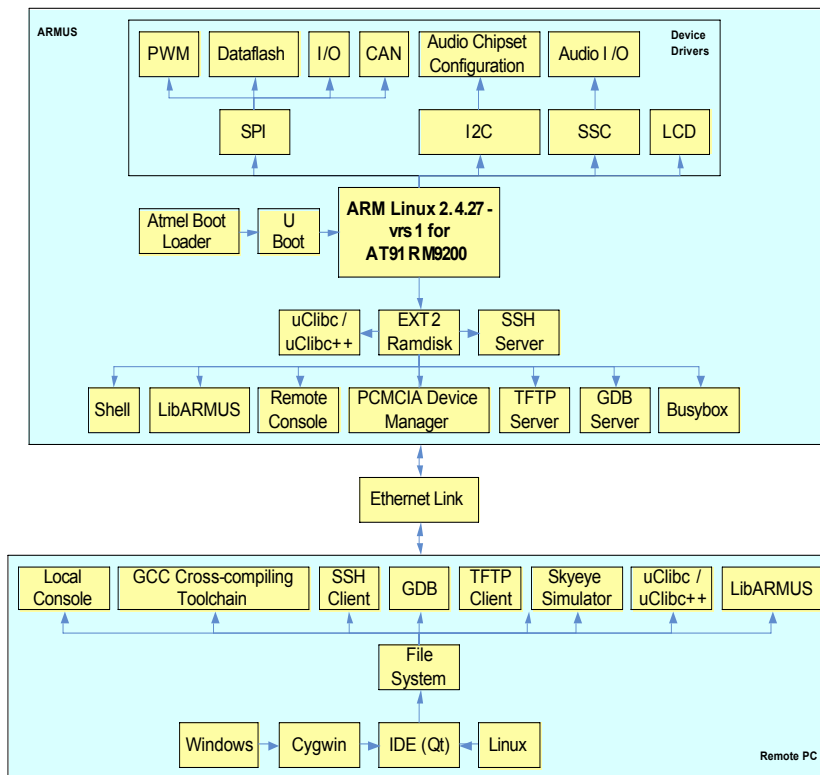 ARMUS
Device
Drivers
PWM
Dataflash
I/O
CAN
Audio Chipset
Configuration
Audio I/O
SPI
I2C
SSC
LCD
ARM Linux 2.4.27 -
vrs1 for
AT91RM9200
Atmel Boot
Loader
U
Boot
uClibc /
uClibc++
EXT2
Ramdisk
SSH
Server
Shell
LibARMUS
Remote
Console
PCMCIA Device
Manager
TFTP
Server
GDB
Server
Busybox
Ethernet Link
Local
Console
GCC Cross-compiling
Toolchain
SSH
Client
GDB
TFTP
Client
Skyeye
Simulator
uClibc /
uClibc++
LibARMUS
File
System
Windows
Cygwin
IDE (Qt)
Linux
Remote PC